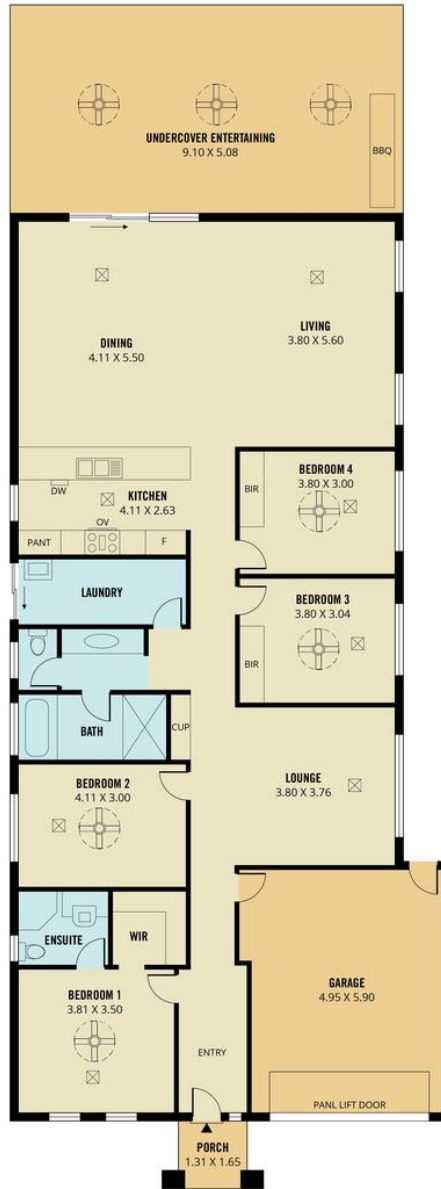 UNDERCOVER ENTERTAINING
9.10 X 5.08
BBQ
DINING
4.11 X 5.50
LIVING
3.80 X 5.60
DW
KITCHEN
4.11 X 2.63
OV
PANT
F
BIR
BEDROOM 4
3.80 X 3.00
LAUNDRY
BEDROOM 3
3.80 X 3.04
BIR
BATH
CUP
LOUNGE
3.80 X 3.76
BEDROOM 2
4.11 X 3.00
ENSUITE
WIR
BEDROOM 1
3.81 X 3.50
GARAGE
4.95 X 5.90
ENTRY
PANL LIFT DOOR
PORCH
1.31 X 1.65